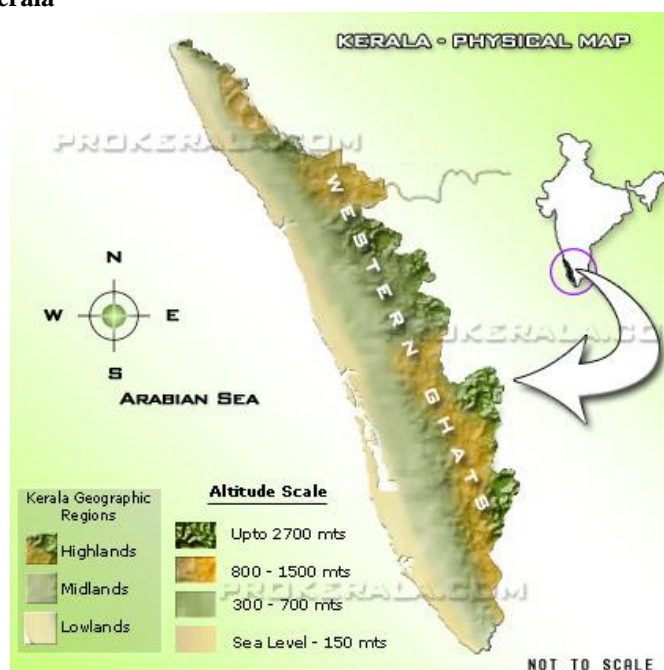 erala
KERALA - PHYSICAL MAP
PROKERALA.COM
WESTERN GHATS
N
W E
S
ARABIAN SEA
PROKERALA.CO
Kerala Geographic
Regions
Highlands
Midlands
Lowlands
Altitude Scale
Upto 2700 mts
800 - 1500 mts
300 - 700 mts
Sea Level - 150 mts
PROKERALA.COM
NOT TO SCALE